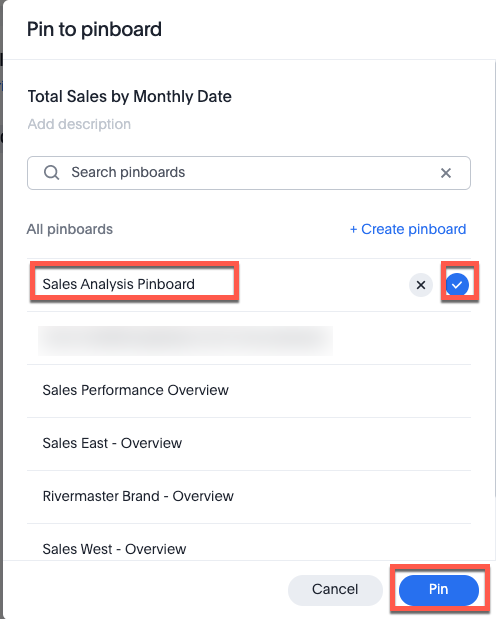 Pin to pinboard
Total Sales by Monthly Date
Add description
Search pinboards
All pinboards
+ Create pinboard
Sales Analysis Pinboard
Sales Performance Overview
Sales East - Overview
Rivermaster Brand - Overview
Sales West - Overview
Cancel
Pin